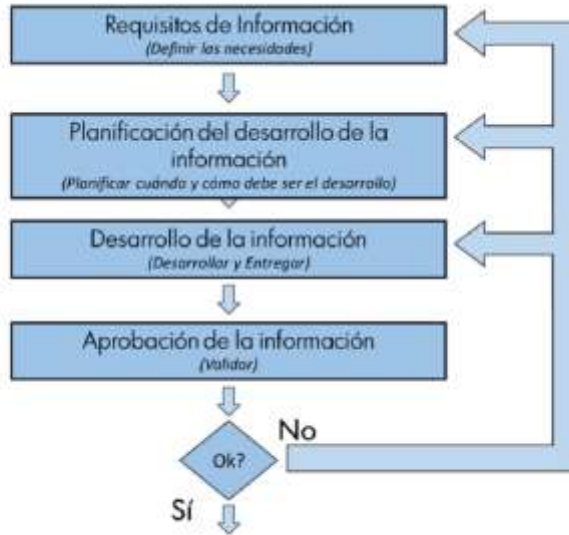 Requisitos de Información
(Definir las necesidades)
Planificación del desarrollo de la
información
(Planificar cuándo y cómo debe ser el desarrollo)
Desarrollo de la información
(Desarrollar y Entregar)
Aprobación de la información
(Validar)
Ok?
No
Sí